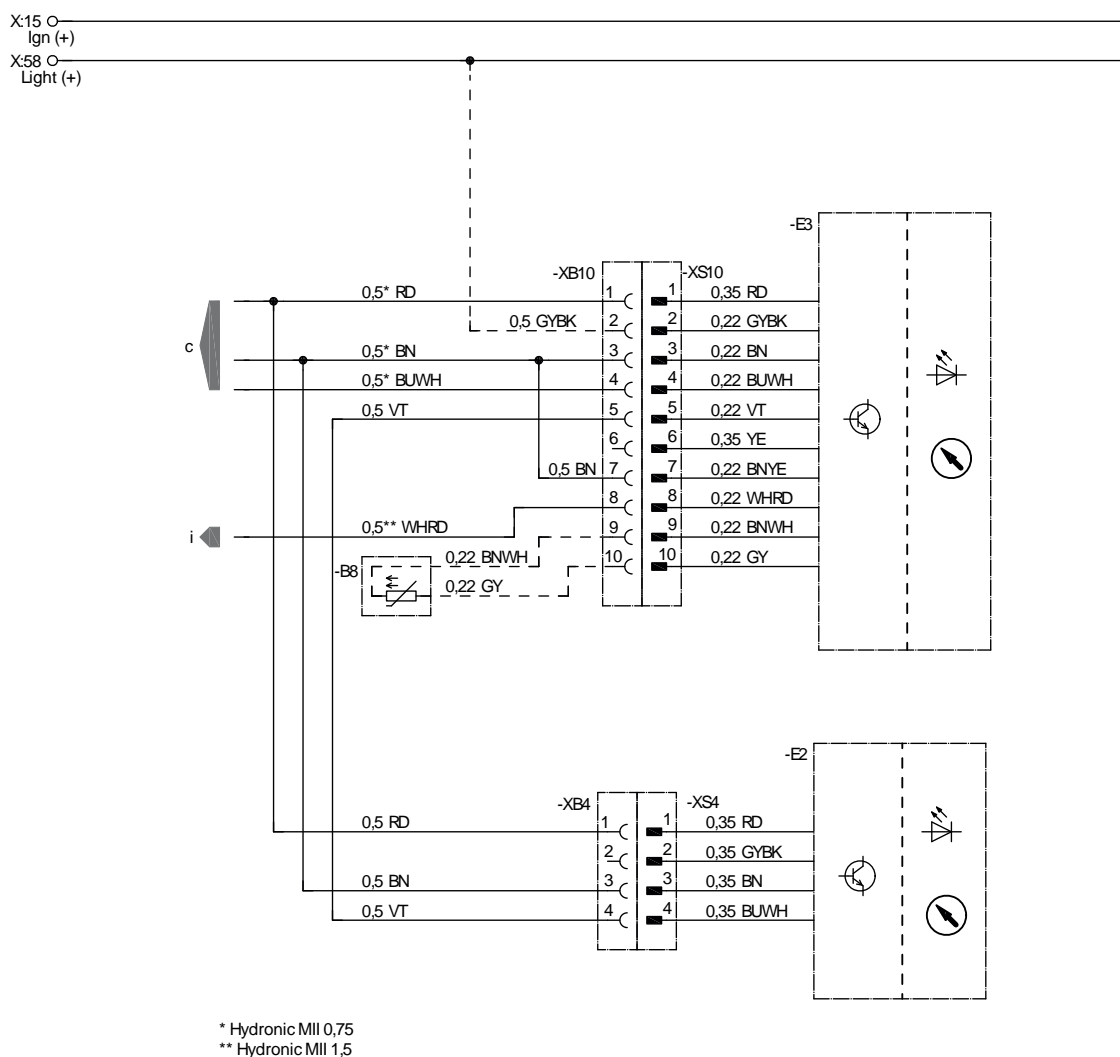 X:15
Ign (+)
X:58
Light (+)
-E3
-XB10 -XS10
0,5* RD 1 1 0,35 RD
0,5 GYBK 2 2 0,22 GYBK
c
0,5* BN 3 3 0,22 BN
0,5* BUWH 4 4 0,22 BUWH
0,5 VT 5 5 0,22 VT
6 6 0,35 YE
0,5 BN 7 7 0,22 BNYE
8 8 0,22 WHRD
i 0,5** WHRD 9 9 0,22 BNWH
0,22 BNWH 10 10 0,22 GY
-B8
0,22 GY
-E2
-XB4 -XS4
0,5 RD 1 1 0,35 RD
2 2 0,35 GYBK
0,5 BN 3 3 0,35 BN
0,5 VT 4 4 0,35 BUWH
* Hydronic MII 0,75
** Hydronic MII 1,5